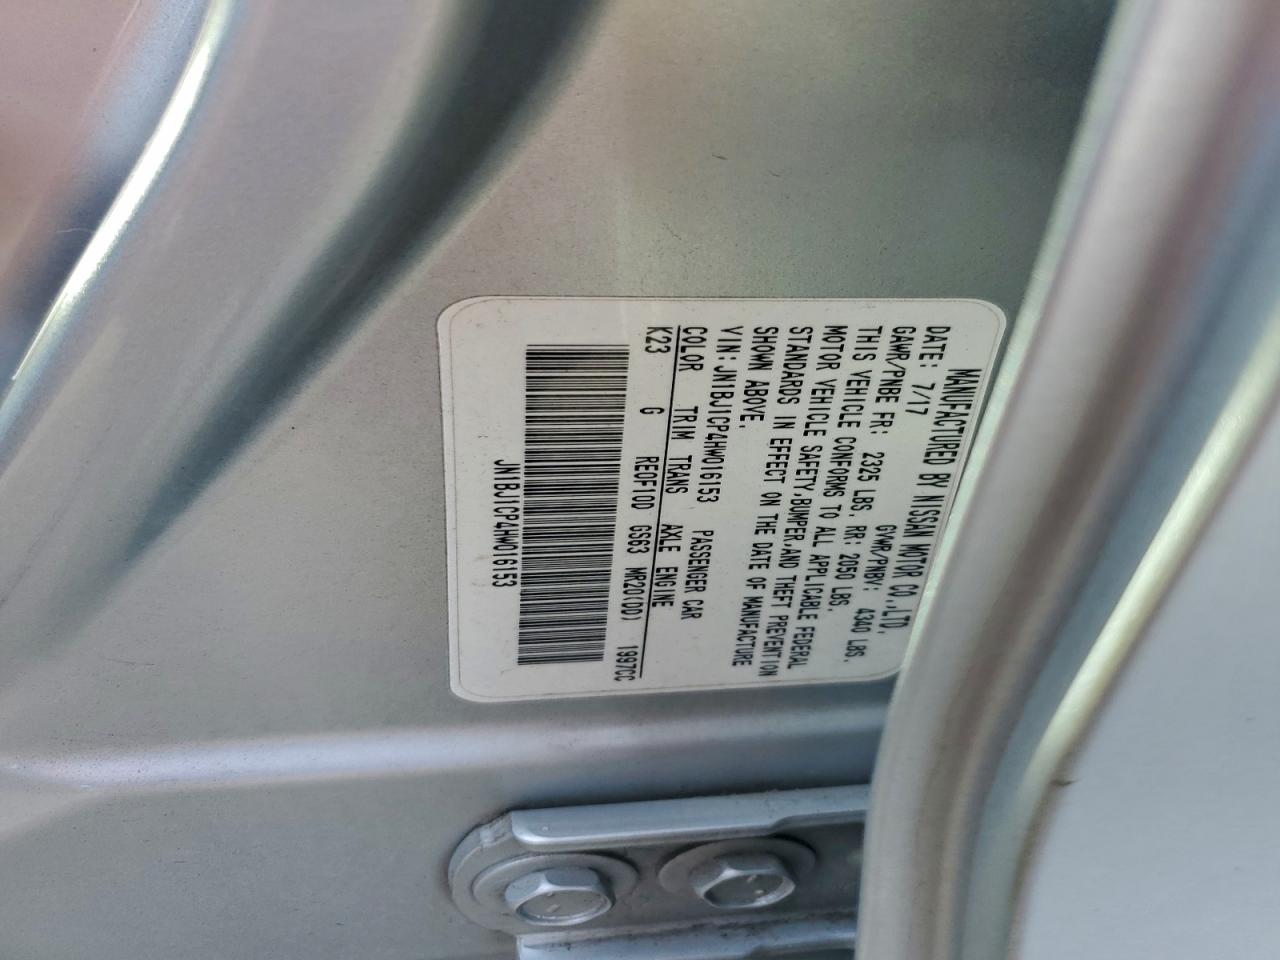 MANUFACTURED BY NISSAN MOTOR CO.,LTD.
DATE: 7/17 GVWR/PNBV: 4340 LBS.
GAWR/PNBE FR: 2325 LBS. RR: 2050 LBS.
THIS VEHICLE CONFORMS TO ALL APPLICABLE FEDERAL
MOTOR VEHICLE SAFETY,BUMPER,AND THEFT PREVENTION
STANDARDS IN EFFECT ON THE DATE OF MANUFACTURE
SHOWN ABOVE.
VIN:JN1BJ1CP4HW016153 PASSENGER CAR
COLOR TRIM TRANS AXLE ENGINE
K23 G RE0F10D GS63 MR20(DD) 1997CC
JN1BJ1CP4HW016153